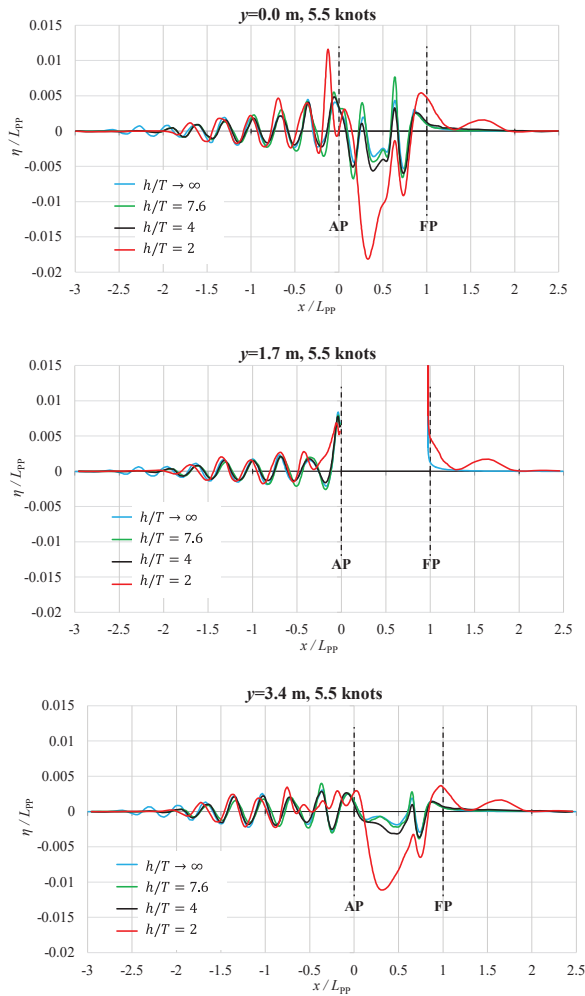 y=0.0 m, 5.5 knots
0.015
0.01
0.005
0
-0.005
-0.01
-0.015
-0.02
η / LPP
h/T → ∞
h/T = 7.6
h/T = 4
h/T = 2
AP
FP
-3 -2.5 -2 -1.5 -1 -0.5 0 0.5 1 1.5 2 2.5
x / LPP
y=1.7 m, 5.5 knots
0.015
0.01
0.005
0
-0.005
-0.01
-0.015
-0.02
η / LPP
h/T → ∞
h/T = 7.6
h/T = 4
h/T = 2
AP
FP
-3 -2.5 -2 -1.5 -1 -0.5 0 0.5 1 1.5 2 2.5
x / LPP
y=3.4 m, 5.5 knots
0.015
0.01
0.005
0
-0.005
-0.01
-0.015
-0.02
η / LPP
h/T → ∞
h/T = 7.6
h/T = 4
h/T = 2
AP
FP
-3 -2.5 -2 -1.5 -1 -0.5 0 0.5 1 1.5 2 2.5
x / LPP